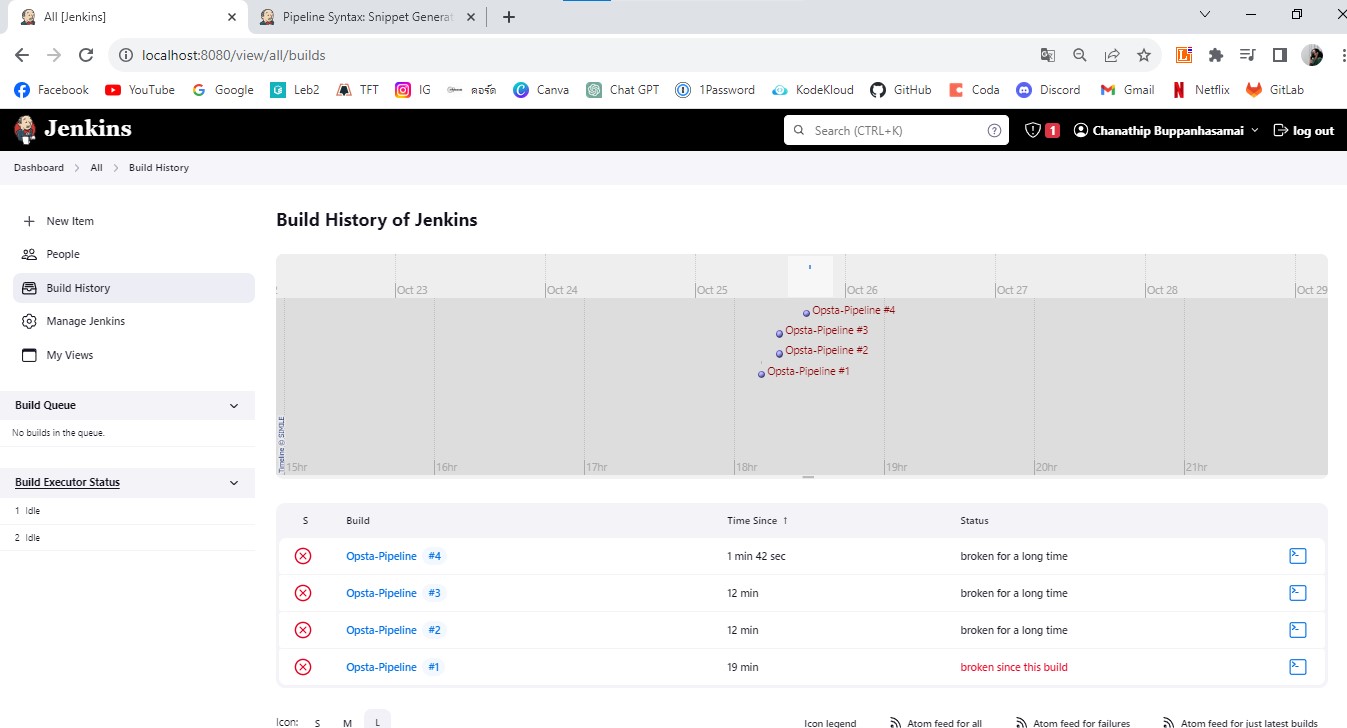 All [Jenkins]
Pipeline Syntax: Snippet Generat
localhost:8080/view/all/builds
Facebook YouTube Google Leb2 TFT IG คอร์ด Canva Chat GPT 1Password KodeKloud GitHub Coda Discord Gmail Netflix GitLab
Jenkins
Search (CTRL+K)
1
Chanathip Buppanhasamai
log out
Dashboard All Build History
New Item
People
Build History
Manage Jenkins
My Views
Build Queue
No builds in the queue.
Build Executor Status
1 Idle
2 Idle
Build History of Jenkins
Oct 23 Oct 24 Oct 25 Oct 26 Oct 27 Oct 28 Oct 29
Opsta-Pipeline #4
Opsta-Pipeline #3
Opsta-Pipeline #2
Opsta-Pipeline #1
Timeline © SIMILE
15hr 16hr 17hr 18hr 19hr 20hr 21hr
S Build Time Since ↑ Status
Opsta-Pipeline #4 1 min 42 sec broken for a long time
Opsta-Pipeline #3 12 min broken for a long time
Opsta-Pipeline #2 12 min broken for a long time
Opsta-Pipeline #1 19 min broken since this build
Icon: S M L
Icon legend Atom feed for all Atom feed for failures Atom feed for just latest builds